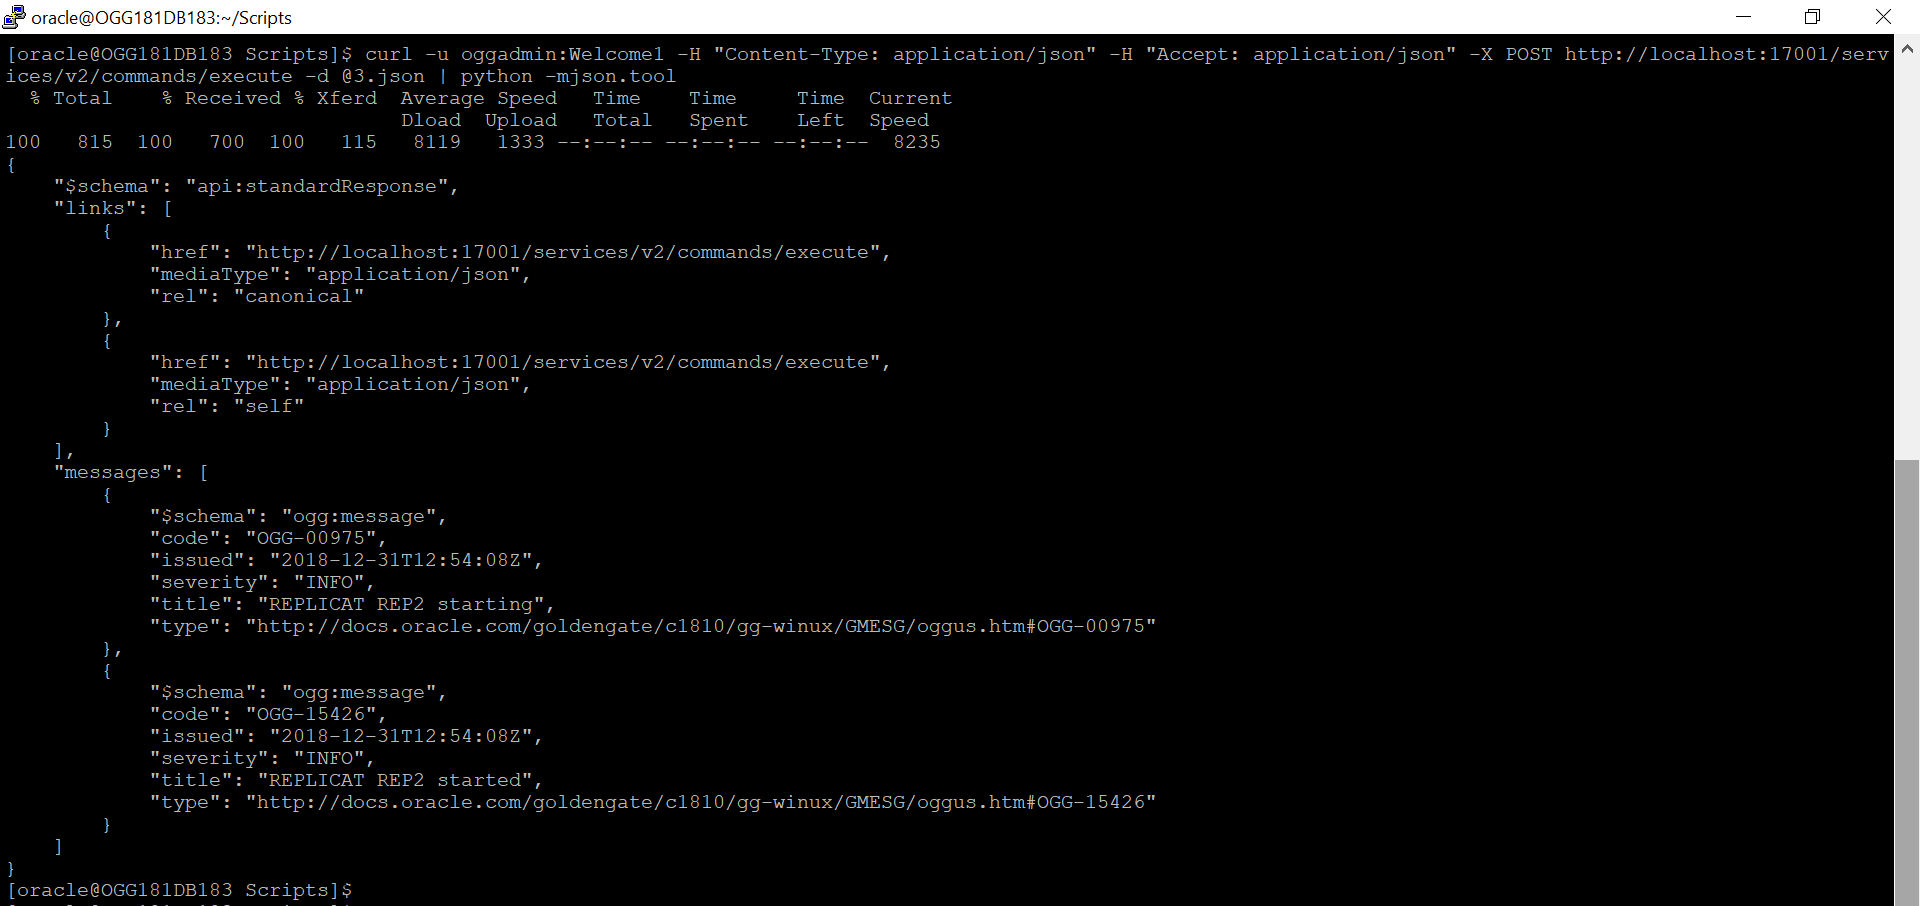 oracle@OGG181DB183:~/Scripts
[oracle@OGG181DB183 Scripts]$ curl -u oggadmin:Welcome1 -H "Content-Type: application/json" -H "Accept: application/json" -X POST http://localhost:17001/serv
ices/v2/commands/execute -d @3.json | python -mjson.tool
  % Total    % Received % Xferd  Average Speed   Time    Time     Time  Current
                                 Dload  Upload   Total   Spent    Left  Speed
100   815  100   700  100   115   8119   1333 --:--:-- --:--:-- --:--:--  8235
{
    "$schema": "api:standardResponse",
    "links": [
        {
            "href": "http://localhost:17001/services/v2/commands/execute",
            "mediaType": "application/json",
            "rel": "canonical"
        },
        {
            "href": "http://localhost:17001/services/v2/commands/execute",
            "mediaType": "application/json",
            "rel": "self"
        }
    ],
    "messages": [
        {
            "$schema": "ogg:message",
            "code": "OGG-00975",
            "issued": "2018-12-31T12:54:08Z",
            "severity": "INFO",
            "title": "REPLICAT REP2 starting",
            "type": "http://docs.oracle.com/goldengate/c1810/gg-winux/GMESG/oggus.htm#OGG-00975"
        },
        {
            "$schema": "ogg:message",
            "code": "OGG-15426",
            "issued": "2018-12-31T12:54:08Z",
            "severity": "INFO",
            "title": "REPLICAT REP2 started",
            "type": "http://docs.oracle.com/goldengate/c1810/gg-winux/GMESG/oggus.htm#OGG-15426"
        }
    ]
}
[oracle@OGG181DB183 Scripts]$